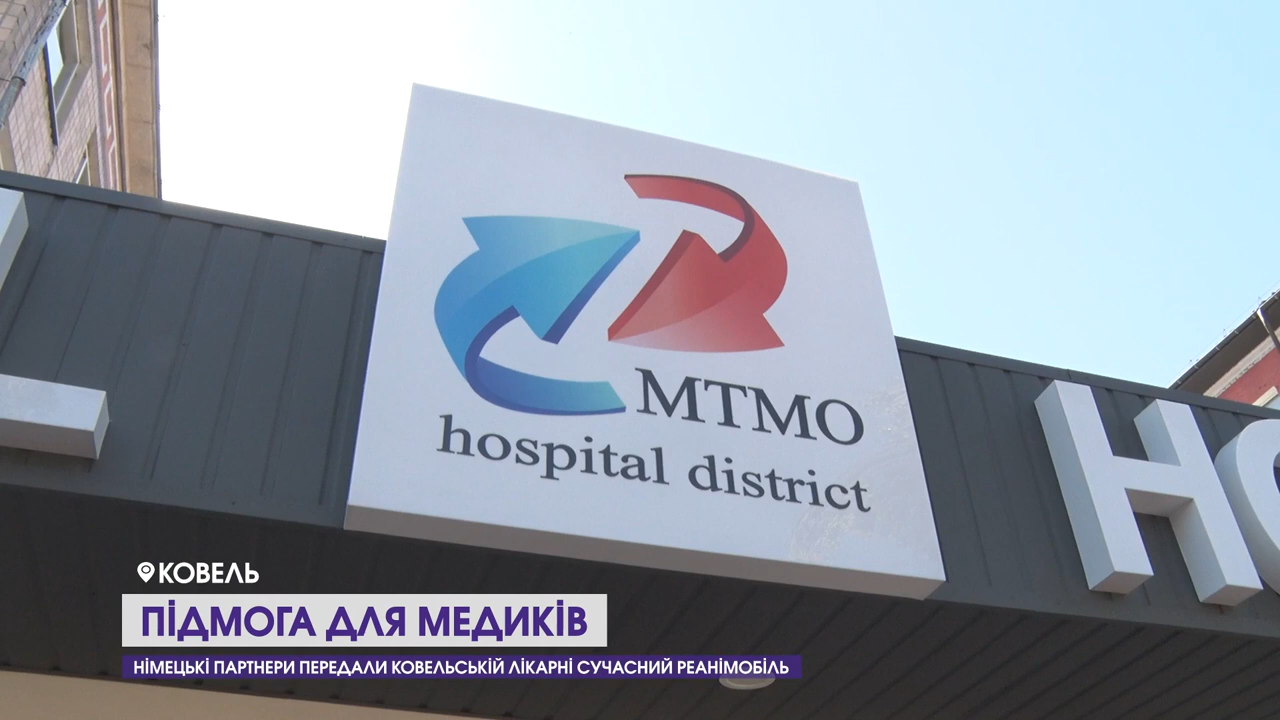 MTMO
hospital district
КОВЕЛЬ
ПІДМОГА ДЛЯ МЕДИКІВ
НІМЕЦЬКІ ПАРТНЕРИ ПЕРЕДАЛИ КОВЕЛЬСЬКІЙ ЛІКАРНІ СУЧАСНИЙ РЕАНІМОБІЛЬ